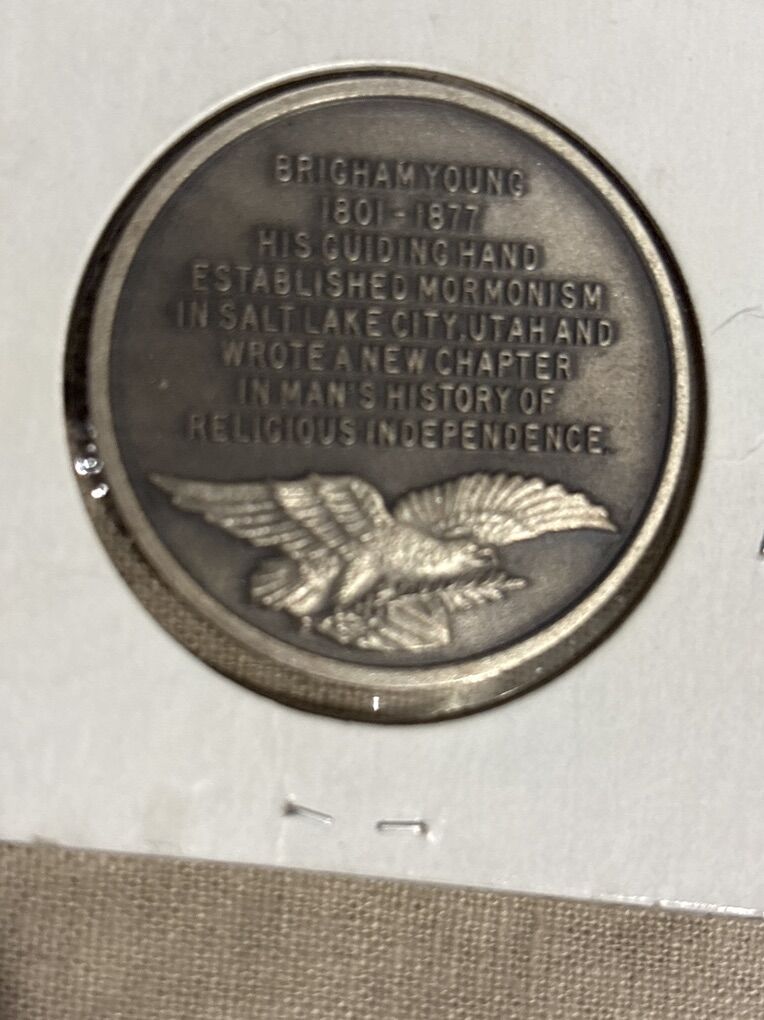 BRIGHAM YOUNG
1801-1877
HIS GUIDING HAND
ESTABLISHED MORMONISM
IN SALT LAKE CITY, UTAH AND
WROTE A NEW CHAPTER
IN MAN'S HISTORY OF
RELIGIOUS INDEPENDENCE.